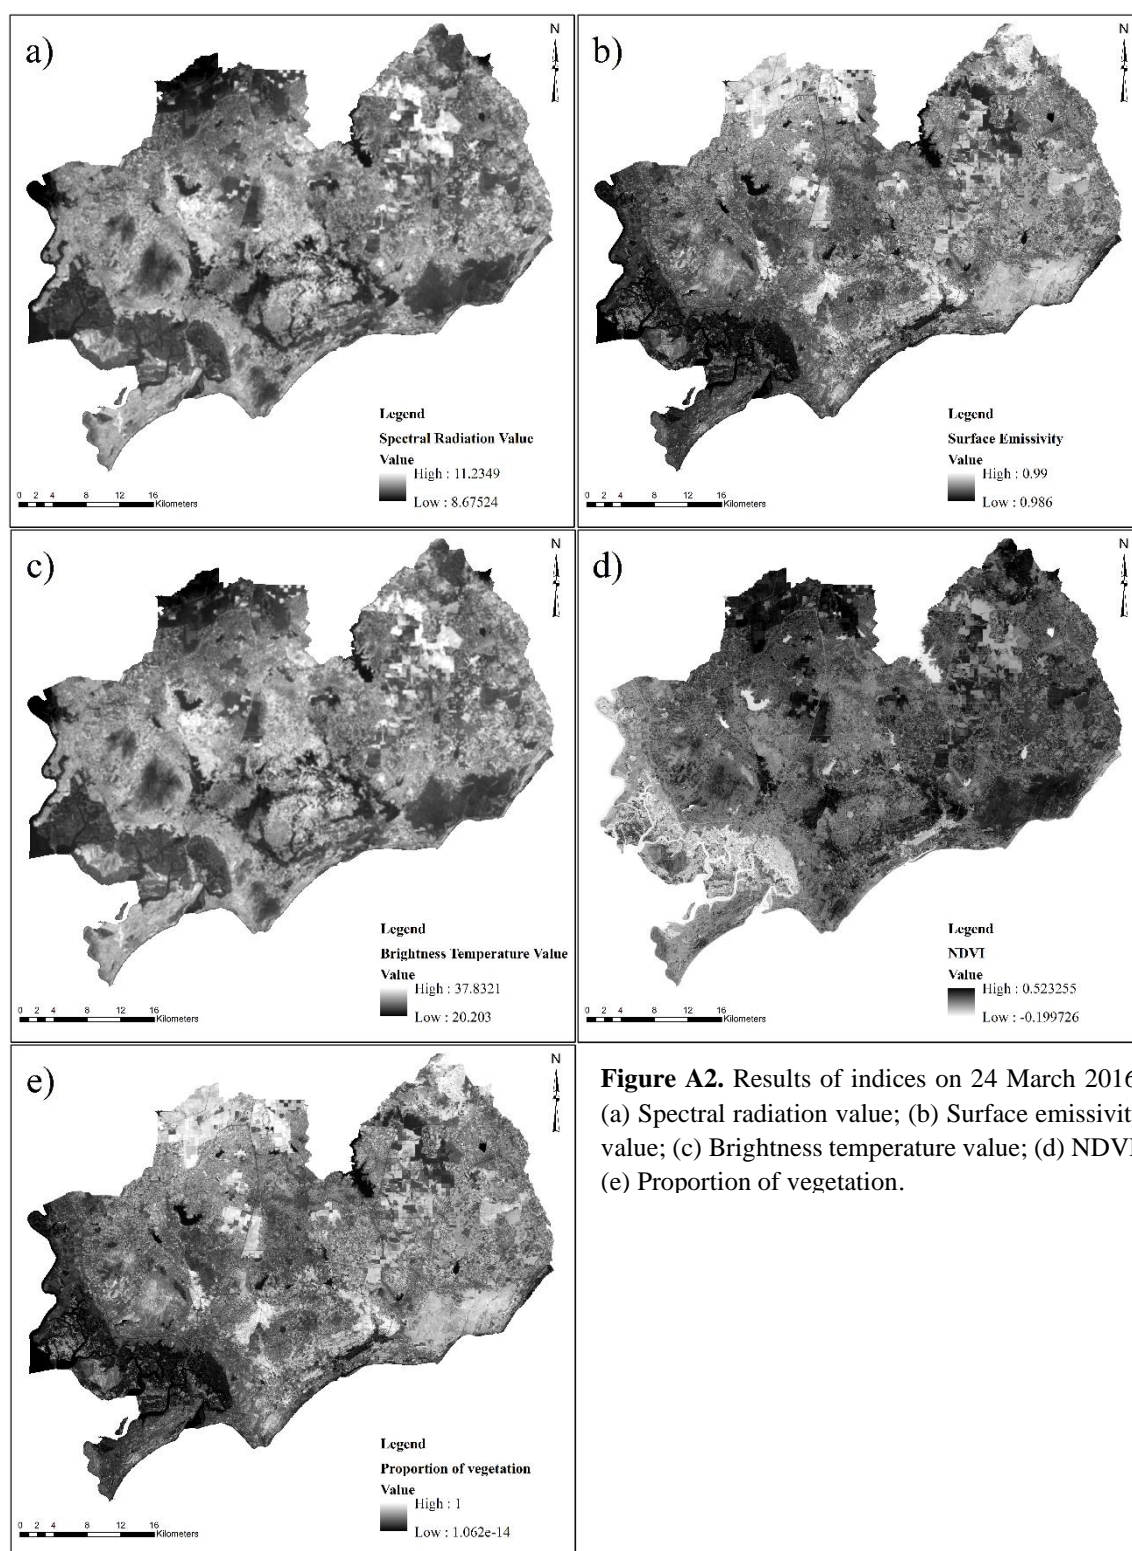 a)
N
Legend
Spectral Radiation Value
Value
High : 11.2349
Low : 8.67524
0 2 4 8 12 16
Kilometers
b)
N
Legend
Surface Emissivity
Value
High : 0.99
Low : 0.986
0 2 4 8 12 16
Kilometers
c)
N
Legend
Brightness Temperature Value
Value
High : 37.8321
Low : 20.203
0 2 4 8 12 16
Kilometers
d)
N
Legend
NDVI
Value
High : 0.523255
Low : -0.199726
0 2 4 8 12 16
Kilometers
e)
N
Legend
Proportion of vegetation
Value
High : 1
Low : 1.062e-14
0 2 4 8 12 16
Kilometers
Figure A2. Results of indices on 24 March 2016
(a) Spectral radiation value; (b) Surface emissivit
value; (c) Brightness temperature value; (d) NDVI
(e) Proportion of vegetation.